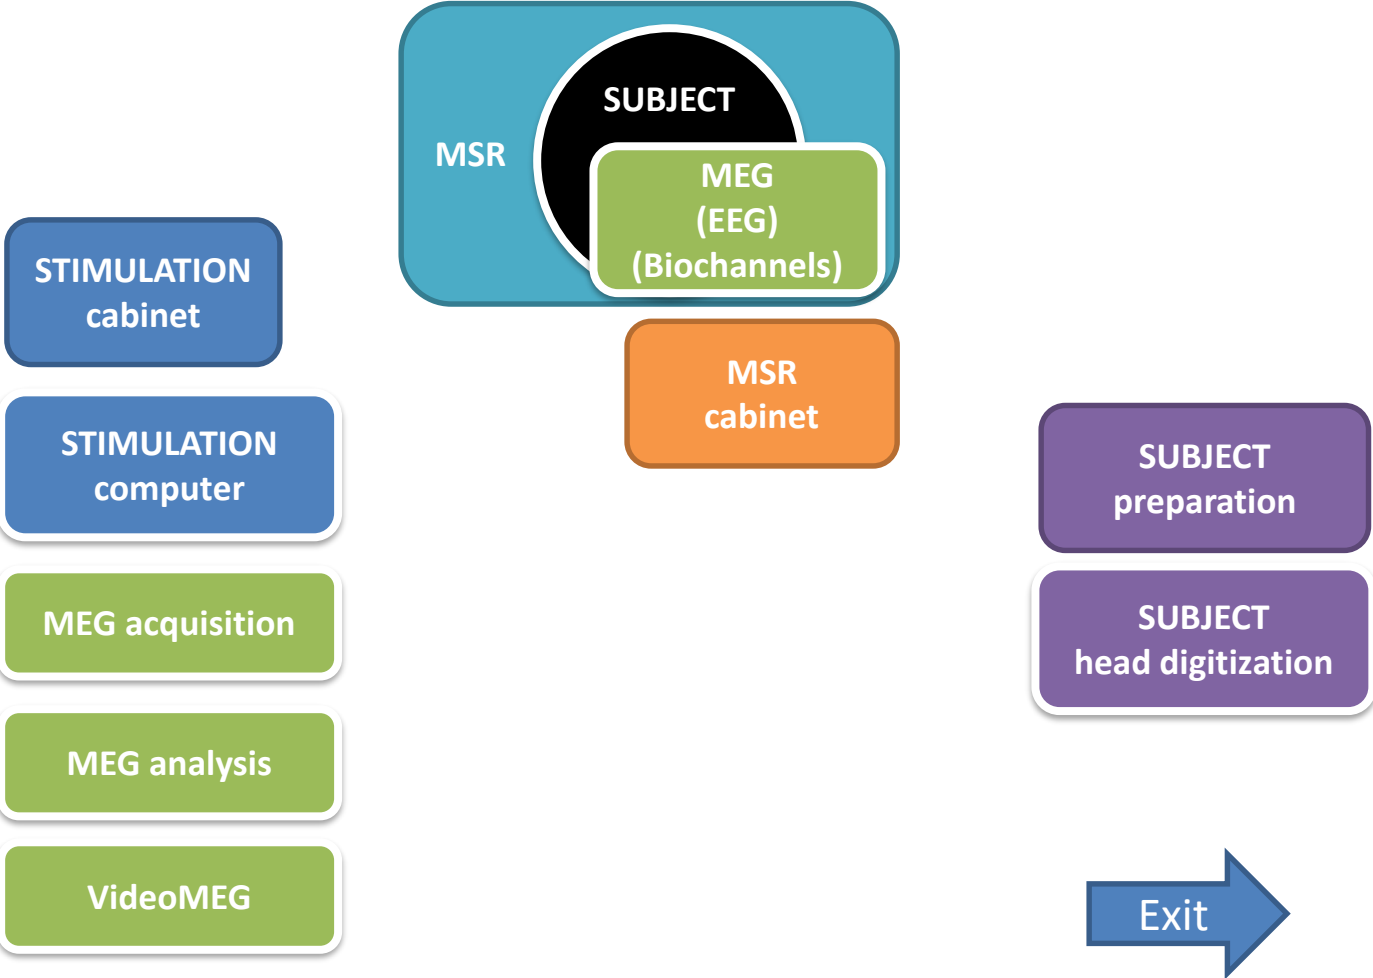 SUBJECT
MSR
MEG
(EEG)
(Biochannels)
STIMULATION
cabinet
MSR
cabinet
STIMULATION
computer
SUBJECT
preparation
MEG acquisition
SUBJECT
head digitization
MEG analysis
VideoMEG
Exit